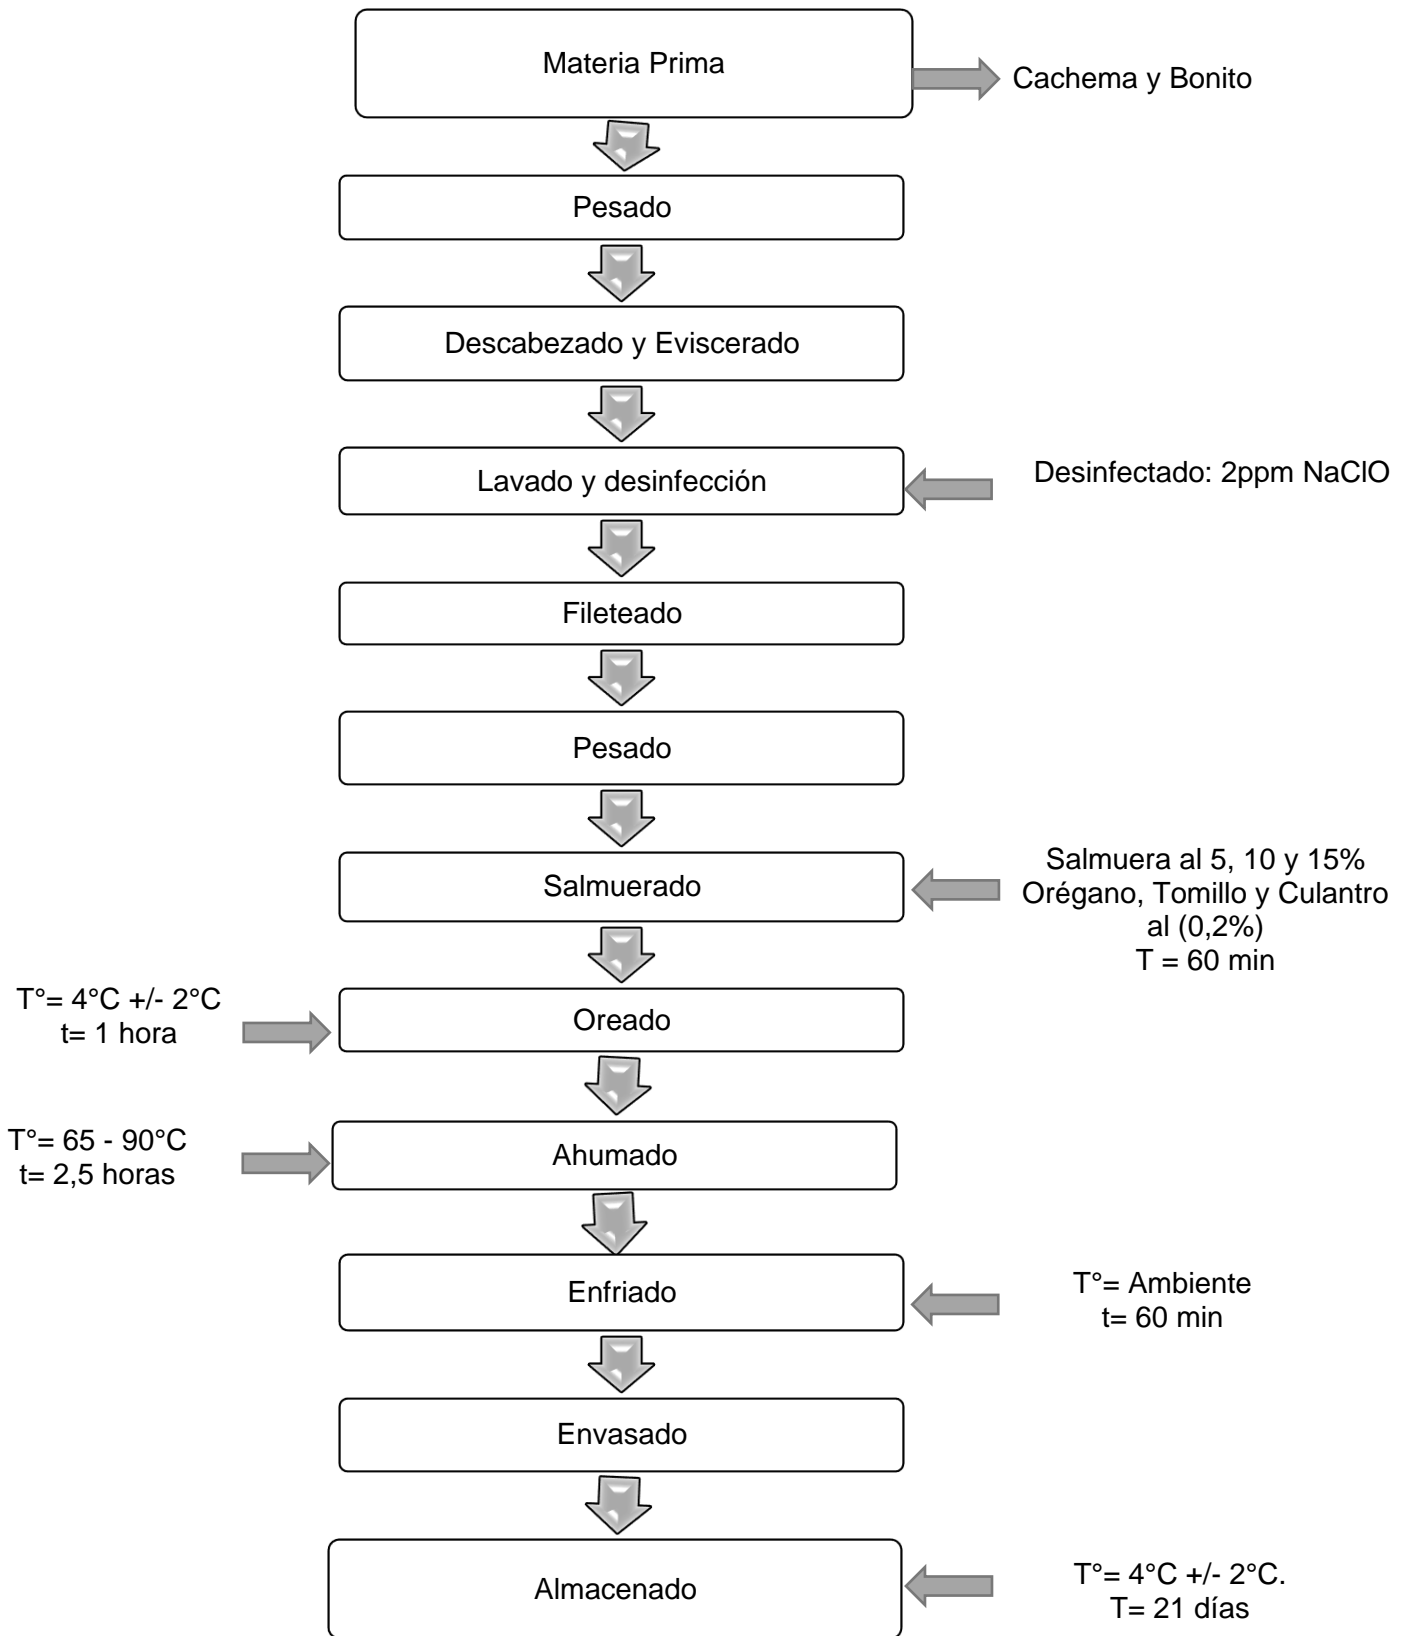 Materia Prima
Cachema y Bonito
Pesado
Descabezado y Eviscerado
Lavado y desinfección
Desinfectado: 2ppm NaClO
Fileteado
Pesado
Salmuerado
Salmuera al 5, 10 y 15%
Orégano, Tomillo y Culantro
al (0,2%)
T = 60 min
T°= 4°C +/- 2°C
t= 1 hora
Oreado
T°= 65 - 90°C
t= 2,5 horas
Ahumado
Enfriado
T°= Ambiente
t= 60 min
Envasado
Almacenado
T°= 4°C +/- 2°C.
T= 21 días